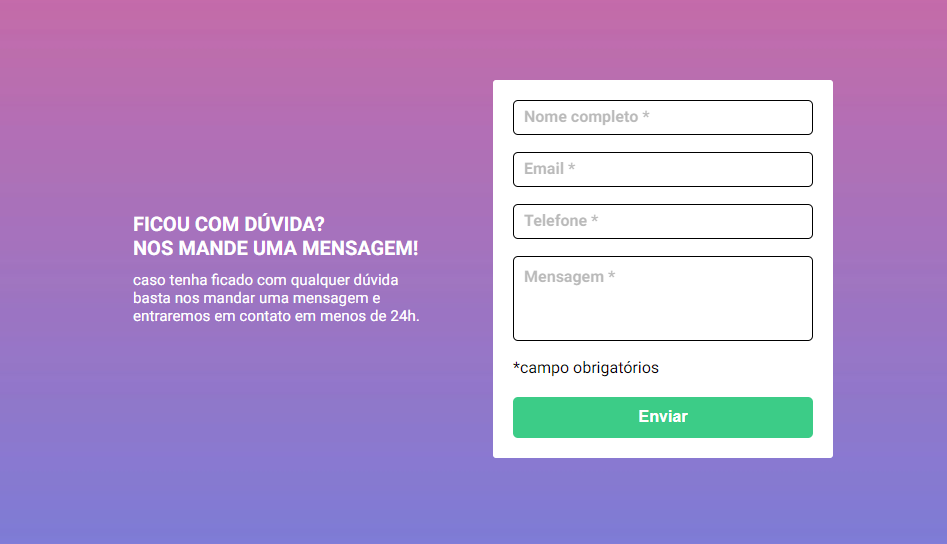 FICOU COM DÚVIDA?
NOS MANDE UMA MENSAGEM!
caso tenha ficado com qualquer dúvida
basta nos mandar uma mensagem e
entraremos em contato em menos de 24h.
Nome completo *
Email *
Telefone *
Mensagem *
*campo obrigatórios
Enviar